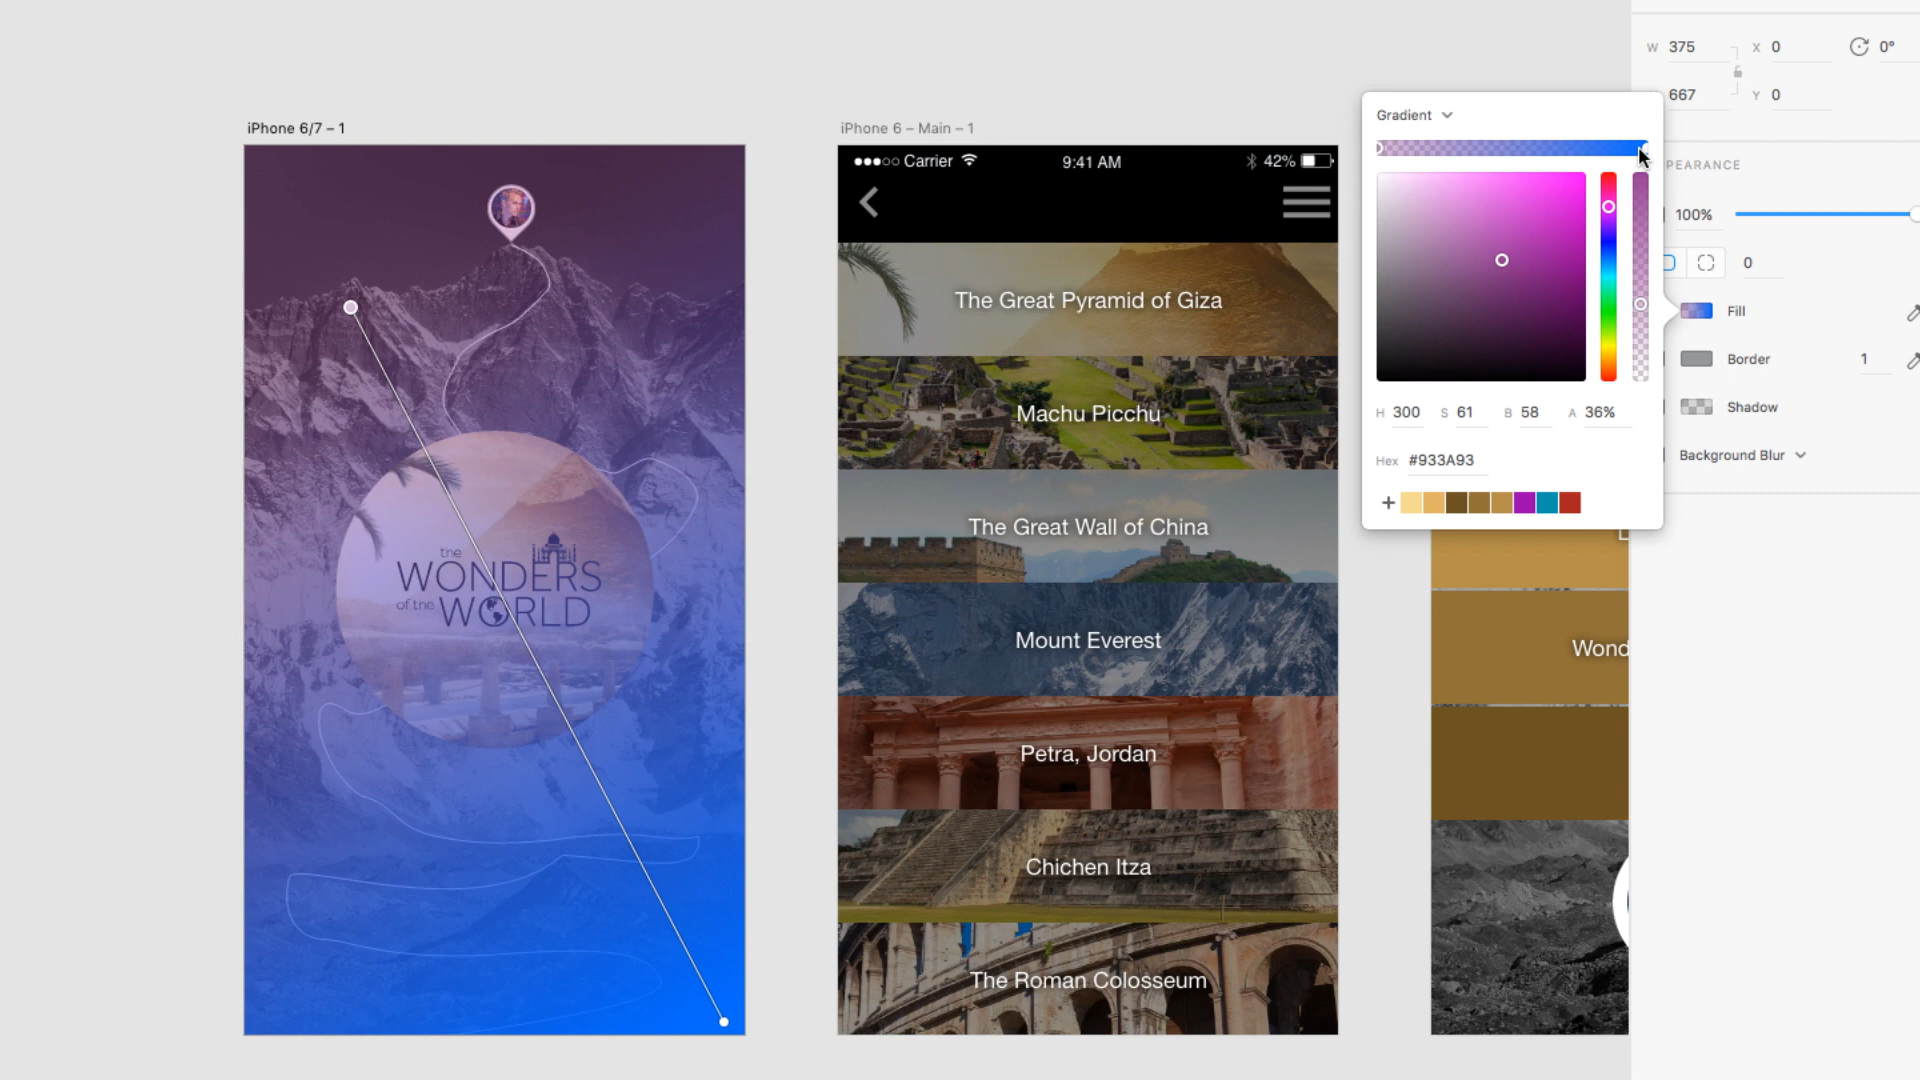 W 375
X 0
0°
667
Y 0
Gradient
iPhone 6/7 – 1
iPhone 6 – Main – 1
Carrier
9:41 AM
42%
PEARANCE
100%
0
The Great Pyramid of Giza
Fill
Border
1
Machu Picchu
H 300
S 61
B 58
A 36%
Shadow
Hex #933A93
Background Blur
The Great Wall of China
the
WONDERS
of the WORLD
Mount Everest
Wond
Petra, Jordan
Chichen Itza
The Roman Colosseum